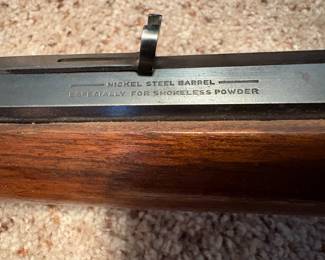 NICKEL STEEL BARREL
ESPECIALLY FOR SMOKELESS POWDER